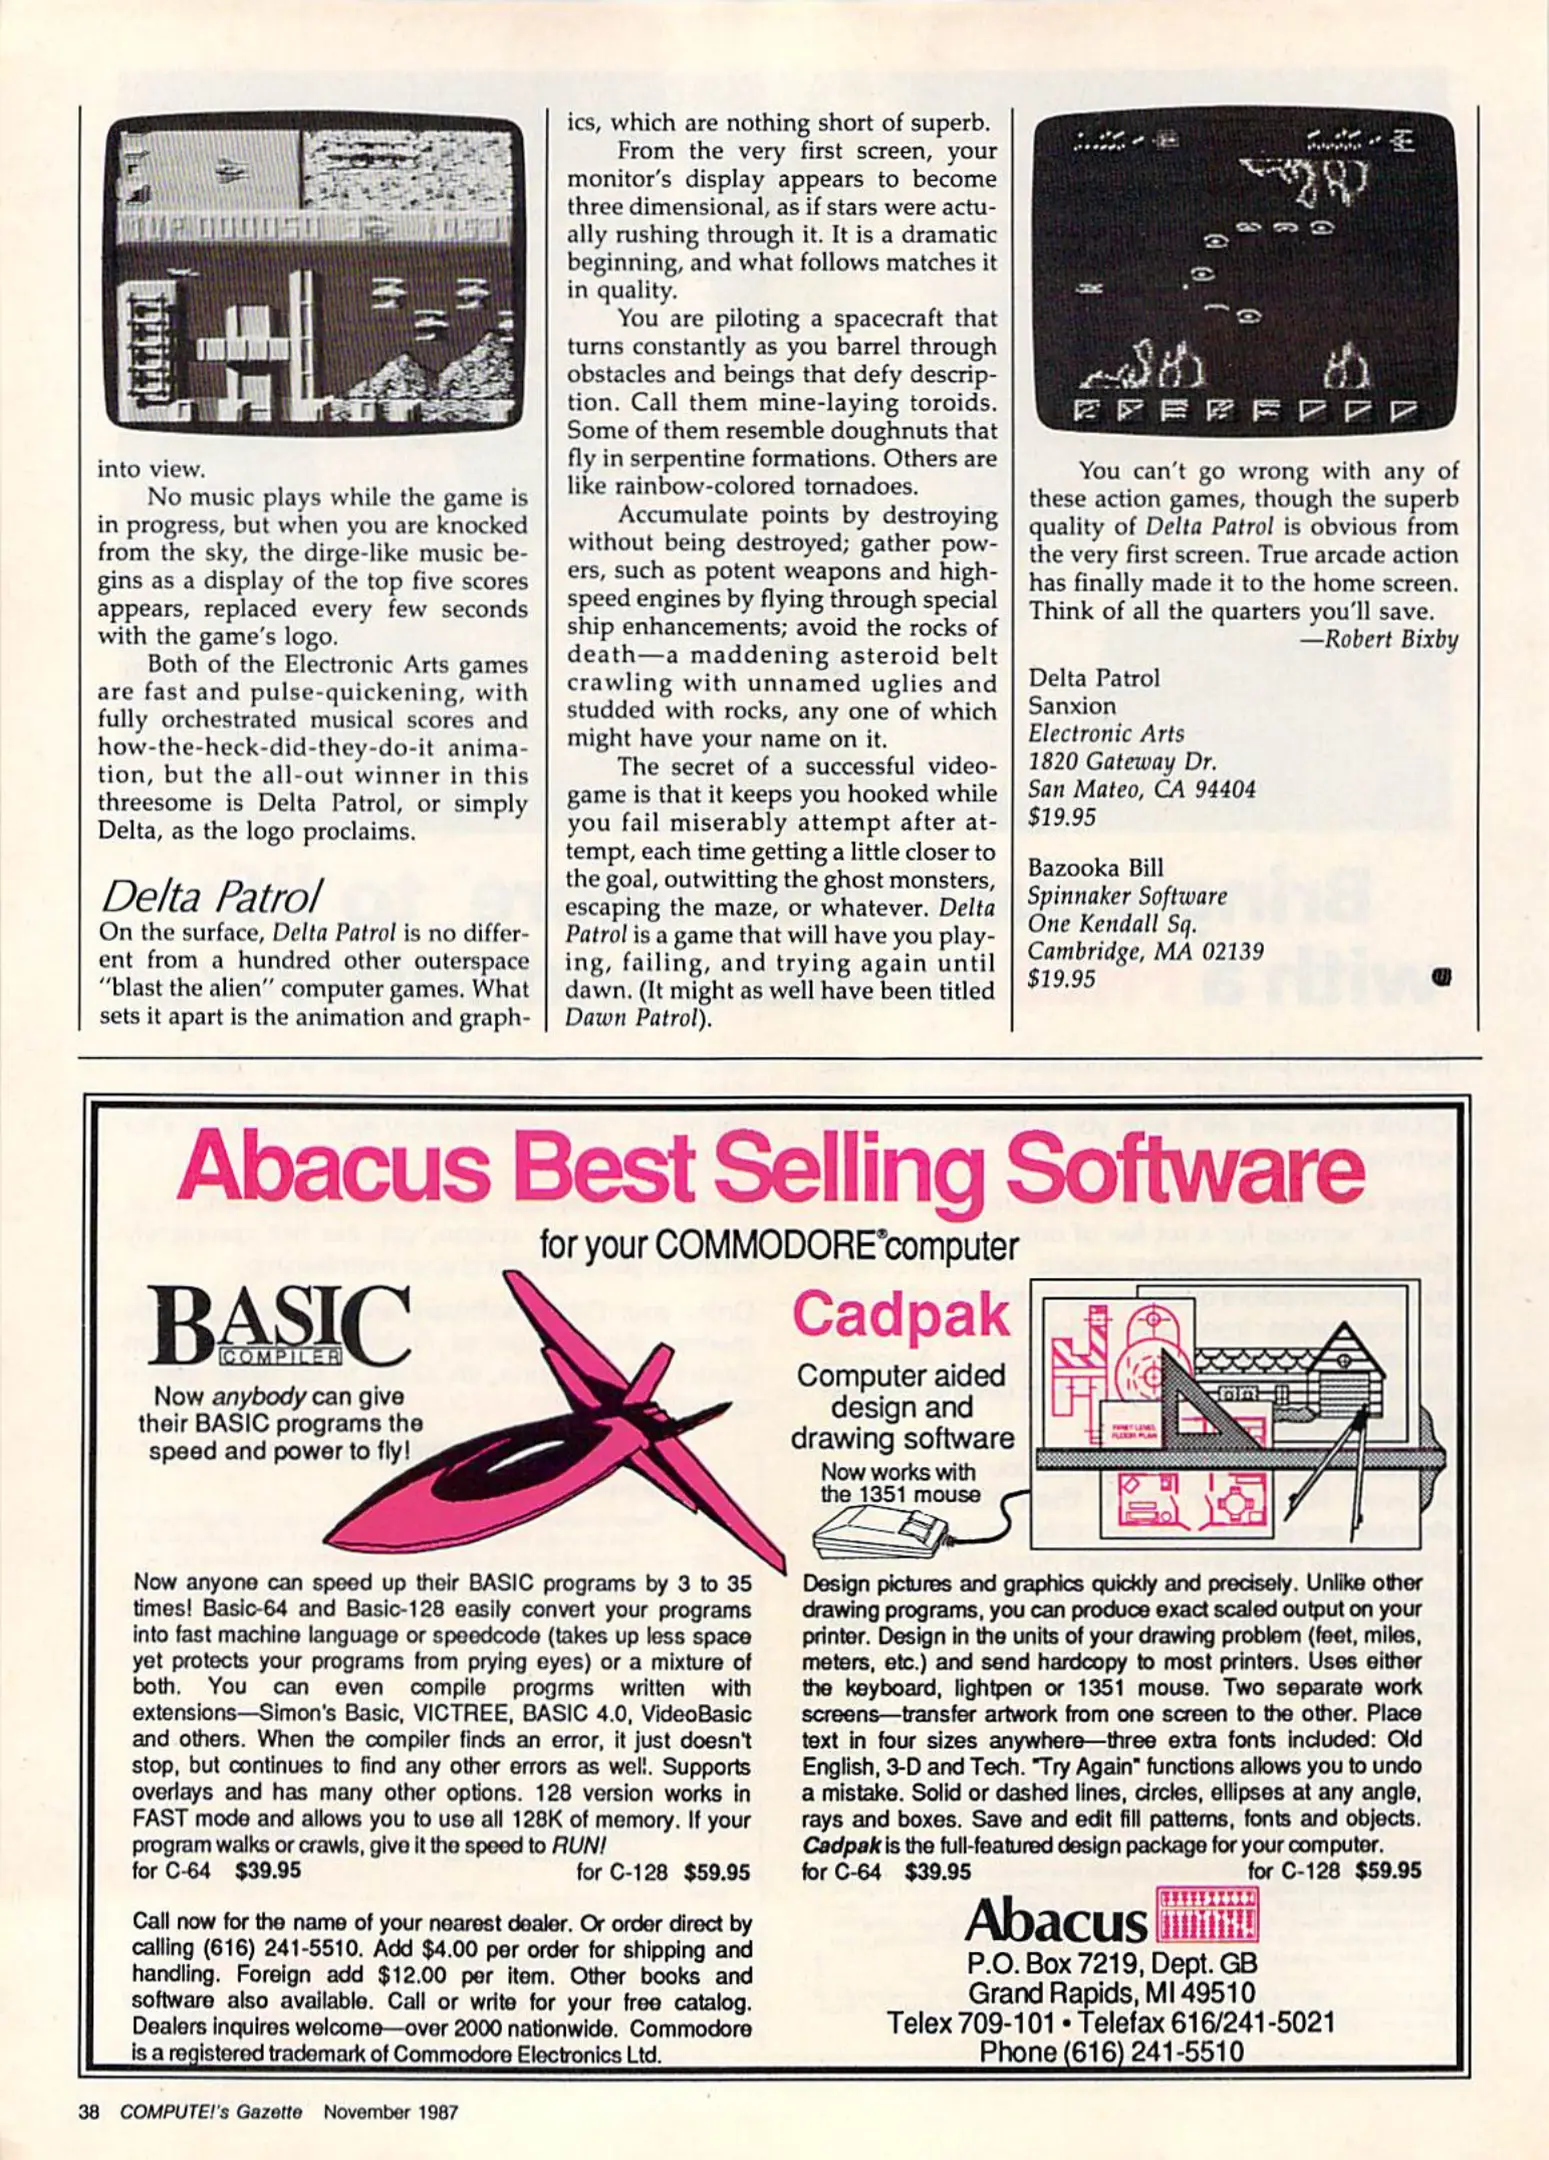 into view.
No music plays while the game is
in progress, but when you are knocked
from the sky, the dirge-like music be-
gins as a display of the top five scores
appears, replaced every few seconds
with the game's logo.
Both of the Electronic Arts games
are fast and pulse-quickening, with
fully orchestrated musical scores and
how-the-heck-did-they-do-it anima-
tion, but the all-out winner in this
threesome is Delta Patrol, or simply
Delta, as the logo proclaims.
Delta Patrol
On the surface, Delta Patrol is no differ-
ent from a hundred other outerspace
"blast the alien" computer games. What
sets it apart is the animation and graph-
ics, which are nothing short of superb.
From the very first screen, your
monitor's display appears to become
three dimensional, as if stars were actu-
ally rushing through it. It is a dramatic
beginning, and what follows matches it
in quality.
You are piloting a spacecraft that
turns constantly as you barrel through
obstacles and beings that defy descrip-
tion. Call them mine-laying toroids.
Some of them resemble doughnuts that
fly in serpentine formations. Others are
like rainbow-colored tornadoes.
Accumulate points by destroying
without being destroyed; gather pow-
ers, such as potent weapons and high-
speed engines by flying through special
ship enhancements; avoid the rocks of
death—a maddening asteroid belt
crawling with unnamed uglies and
studded with rocks, any one of which
might have your name on it.
The secret of a successful video-
game is that it keeps you hooked while
you fail miserably attempt after at-
tempt, each time getting a little closer to
the goal, outwitting the ghost monsters,
escaping the maze, or whatever. Delta
Patrol is a game that will have you play-
ing, failing, and trying again until
dawn. (It might as well have been titled
Dawn Patrol).
You can't go wrong with any of
these action games, though the superb
quality of Delta Patrol is obvious from
the very first screen. True arcade action
has finally made it to the home screen.
Think of all the quarters you'll save.
—Robert Bixby
Delta Patrol
Sanxion
Electronic Arts
1820 Gateway Dr.
San Mateo, CA 94404
$19.95
Bazooka Bill
Spinnaker Software
One Kendall Sq.
Cambridge, MA 02139
$19.95
Abacus Best Selling Software
for your COMMODORE® computer
BASIC
COMPILER
Now anybody can give
their BASIC programs the
speed and power to fly!
Now anyone can speed up their BASIC programs by 3 to 35
times! Basic-64 and Basic-128 easily convert your programs
into fast machine language or speedcode (takes up less space
yet protects your programs from prying eyes) or a mixture of
both. You can even compile progrms written with
extensions—Simon's Basic, VICTREE, BASIC 4.0, VideoBasic
and others. When the compiler finds an error, it just doesn't
stop, but continues to find any other errors as well. Supports
overlays and has many other options. 128 version works in
FAST mode and allows you to use all 128K of memory. If your
program walks or crawls, give it the speed to RUN!
for C-64 $39.95 for C-128 $59.95
Call now for the name of your nearest dealer. Or order direct by
calling (616) 241-5510. Add $4.00 per order for shipping and
handling. Foreign add $12.00 per item. Other books and
software also available. Call or write for your free catalog.
Dealers inquires welcome—over 2000 nationwide. Commodore
is a registered trademark of Commodore Electronics Ltd.
Cadpak
Computer aided
design and
drawing software
Now works with
the 1351 mouse
FIRST LEVEL
FLOOR PLAN
Design pictures and graphics quickly and precisely. Unlike other
drawing programs, you can produce exact scaled output on your
printer. Design in the units of your drawing problem (feet, miles,
meters, etc.) and send hardcopy to most printers. Uses either
the keyboard, lightpen or 1351 mouse. Two separate work
screens—transfer artwork from one screen to the other. Place
text in four sizes anywhere—three extra fonts included: Old
English, 3-D and Tech. "Try Again" functions allows you to undo
a mistake. Solid or dashed lines, circles, ellipses at any angle,
rays and boxes. Save and edit fill patterns, fonts and objects.
Cadpak is the full-featured design package for your computer.
for C-64 $39.95 for C-128 $59.95
Abacus
P.O. Box 7219, Dept. GB
Grand Rapids, MI 49510
Telex 709-101 • Telefax 616/241-5021
Phone (616) 241-5510
38 COMPUTE!'s Gazette November 1987